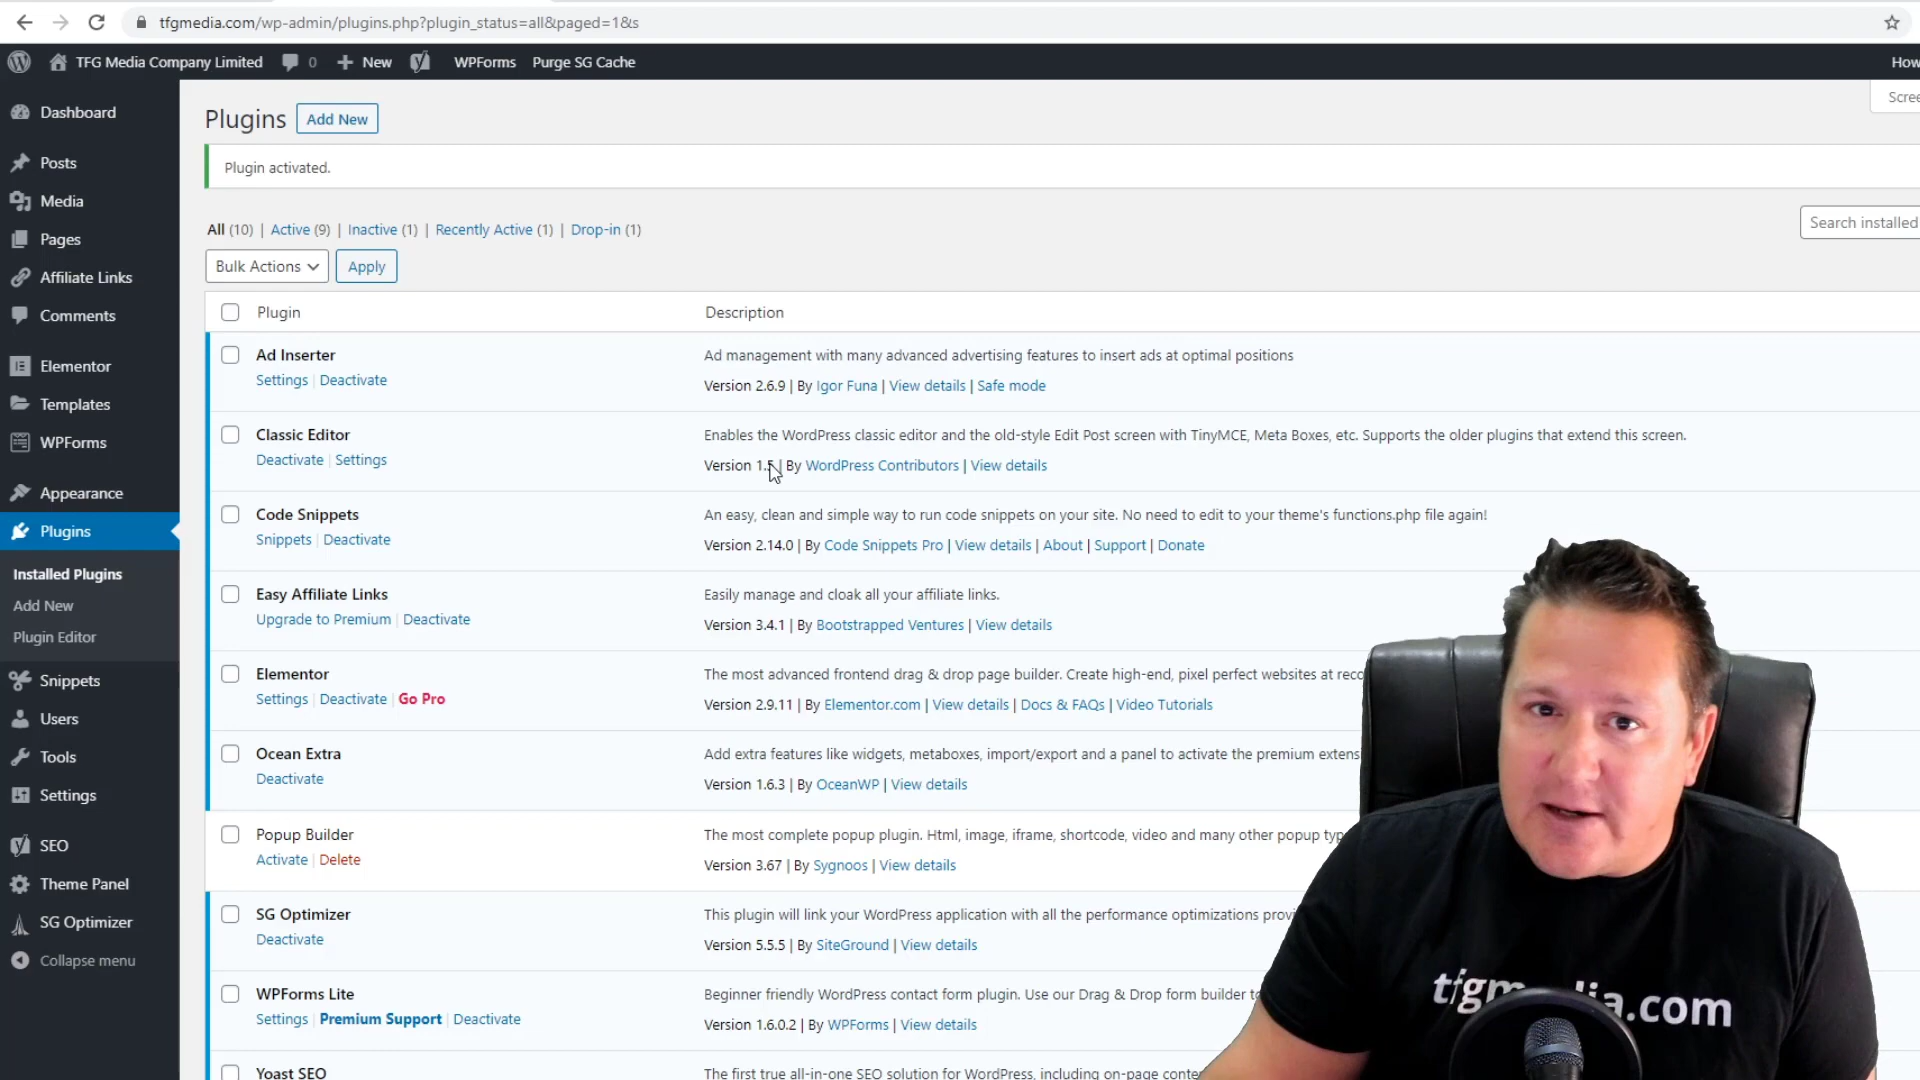 tfgmedia.com/wp-admin/plugins.php?plugin_status=all&paged=1&s
TFG Media Company Limited 0 New WPForms Purge SG Cache How
Dashboard
Posts
Media
Pages
Affiliate Links
Comments
Elementor
Templates
WPForms
Appearance
Plugins
Installed Plugins
Add New
Plugin Editor
Snippets
Users
Tools
Settings
SEO
Theme Panel
SG Optimizer
Collapse menu
Scree
Plugins Add New
Plugin activated.
All (10) | Active (9) | Inactive (1) | Recently Active (1) | Drop-in (1)
Search installed
Bulk Actions Apply
Plugin Description
Ad Inserter
Settings | Deactivate
Ad management with many advanced advertising features to insert ads at optimal positions
Version 2.6.9 | By Igor Funa | View details | Safe mode
Classic Editor
Deactivate | Settings
Enables the WordPress classic editor and the old-style Edit Post screen with TinyMCE, Meta Boxes, etc. Supports the older plugins that extend this screen.
Version 1.5 | By WordPress Contributors | View details
Code Snippets
Snippets | Deactivate
An easy, clean and simple way to run code snippets on your site. No need to edit to your theme's functions.php file again!
Version 2.14.0 | By Code Snippets Pro | View details | About | Support | Donate
Easy Affiliate Links
Upgrade to Premium | Deactivate
Easily manage and cloak all your affiliate links.
Version 3.4.1 | By Bootstrapped Ventures | View details
Elementor
Settings | Deactivate | Go Pro
The most advanced frontend drag & drop page builder. Create high-end, pixel perfect websites at reco
Version 2.9.11 | By Elementor.com | View details | Docs & FAQs | Video Tutorials
Ocean Extra
Deactivate
Add extra features like widgets, metaboxes, import/export and a panel to activate the premium extens
Version 1.6.3 | By OceanWP | View details
Popup Builder
Activate | Delete
The most complete popup plugin. Html, image, iframe, shortcode, video and many other popup typ
Version 3.67 | By Sygnoos | View details
SG Optimizer
Deactivate
This plugin will link your WordPress application with all the performance optimizations provi
Version 5.5.5 | By SiteGround | View details
WPForms Lite
Settings | Premium Support | Deactivate
Beginner friendly WordPress contact form plugin. Use our Drag & Drop form builder to
Version 1.6.0.2 | By WPForms | View details
Yoast SEO
The first true all-in-one SEO solution for WordPress, including on-page conte